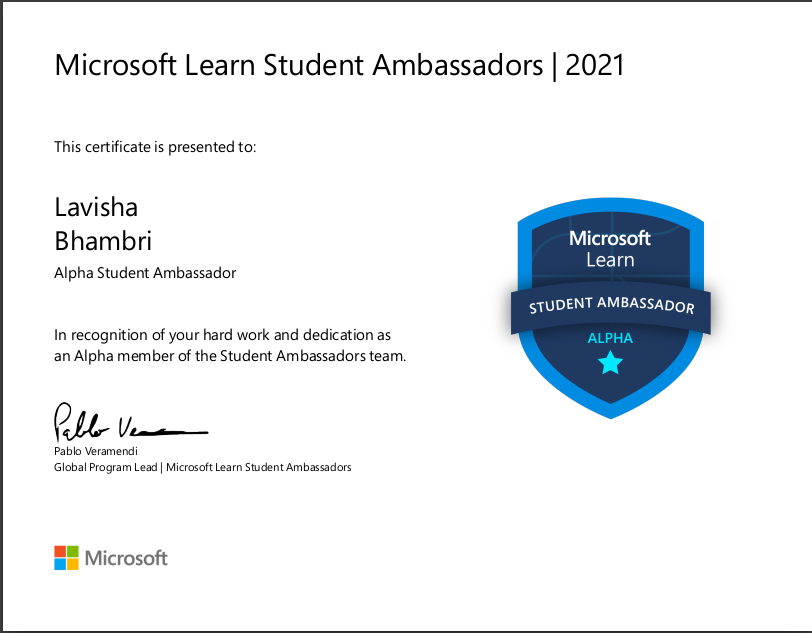 Microsoft Learn Student Ambassadors | 2021
This certificate is presented to:
Lavisha
Bhambri
Alpha Student Ambassador
In recognition of your hard work and dedication as
an Alpha member of the Student Ambassadors team.
Pablo Veramendi
Global Program Lead | Microsoft Learn Student Ambassadors
Microsoft
Microsoft
Learn
STUDENT AMBASSADOR
ALPHA